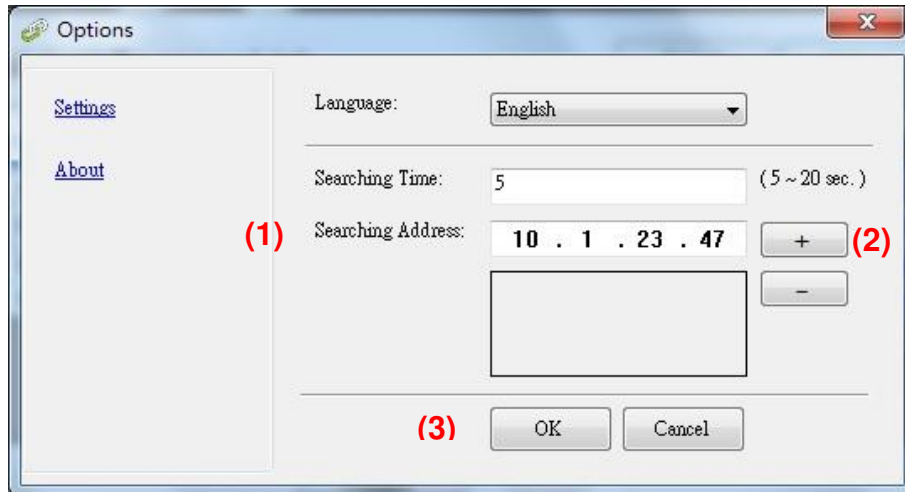 Options
x
Settings
About
Language:
English
Searching Time:
5
( 5 ~ 20 sec. )
(1)
Searching Address:
10 . 1 . 23 . 47
+
(2)
−
(3)
OK
Cancel